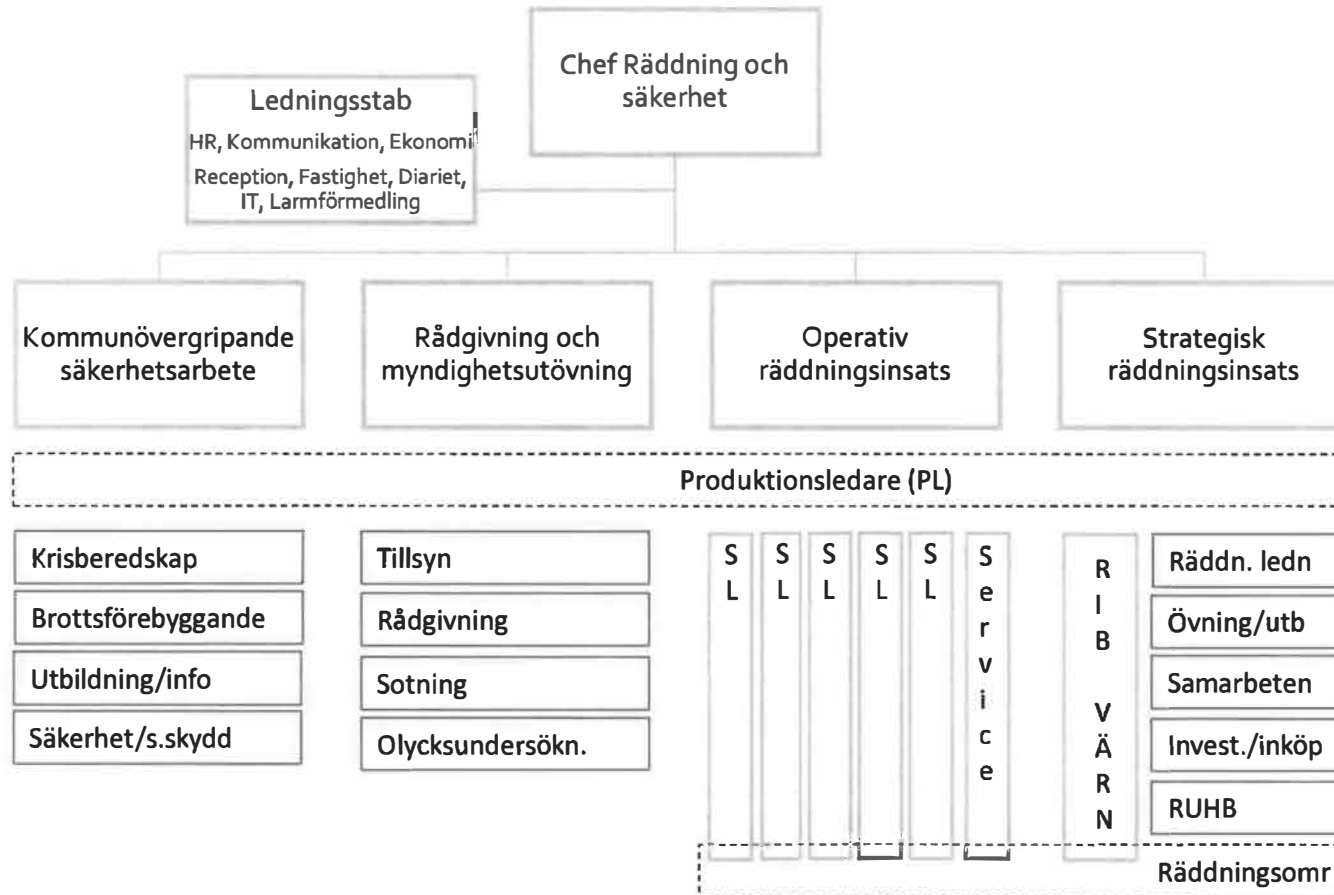 Chef Räddning och
säkerhet
Ledningsstab
HR, Kommunikation, Ekonomi
Reception, Fastighet, Diariet,
IT, Larmförmedling
Kommunövergripande
säkerhetsarbete
Rådgivning och
myndighetsutövning
Operativ
räddningsinsats
Strategisk
räddningsinsats
Produktionsledare (PL)
Krisberedskap
Brottsförebyggande
Utbildning/info
Säkerhet/s.skydd
Tillsyn
Rådgivning
Sotning
Olycksundersökn.
SL
SL
SL
SL
SL
Service
RIB VÄRN
Räddn. ledn
Övning/utb
Samarbeten
Invest./inköp
RUHB
Räddningsomr